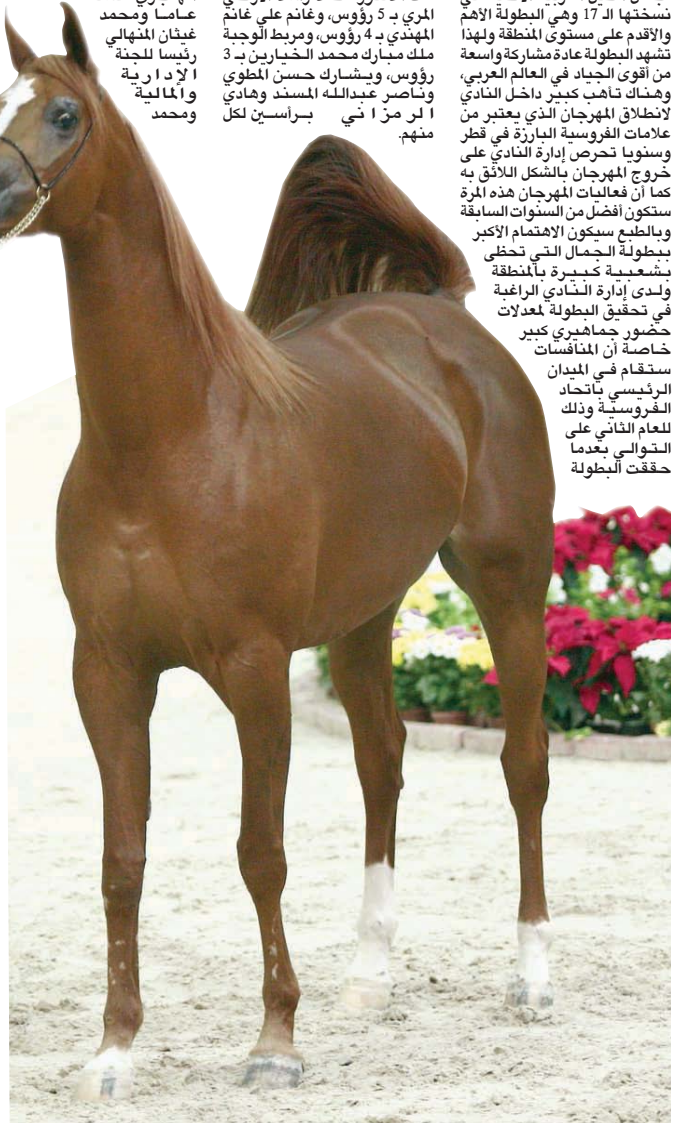 نسختها الـ 17 وهي البطولة الأهم
والأقدم على مستوى المنطقة ولهذا
تشهد البطولة عادة مشاركة واسعة
من أقوى الجياد في العالم العربي،
وهناك تأهب كبير داخل النادي
لانطلاق المهرجان الذي يعتبر من
علامات الفروسية البارزة في قطر
وسنويا تحرص إدارة النادي على
خروج المهرجان بالشكل اللائق به
كما أن فعاليات المهرجان هذه المرة
ستكون أفضل من السنوات السابقة
وبالطبع سيكون الاهتمام الأكبر
ببطولة الجمال التي تحظى
بشعبية كبيرة بالمنطقة
ولدى إدارة النادي الراغبة
في تحقيق البطولة لمعدلات
حضور جماهيري كبير
خاصة أن المنافسات
ستقام في الميدان
الرئيسي باتحاد
الفروسية وذلك
للعام الثاني على
التوالي بعدما
حققت البطولة
المري بـ 5 رؤوس، وغانم علي غانم
المهندي بـ 4 رؤوس، ومربط الوجبة
ملك مبارك محمد الخيارين بـ 3
رؤوس، ويشارك حسن المطوي
وناصر عبدالله المسند وهادي
الرمزاني برأسين لكل
منهم.
عاما ومحمد
غيثان المنهالي
رئيسا للجنة
الإدارية
والمالية
ومحمد